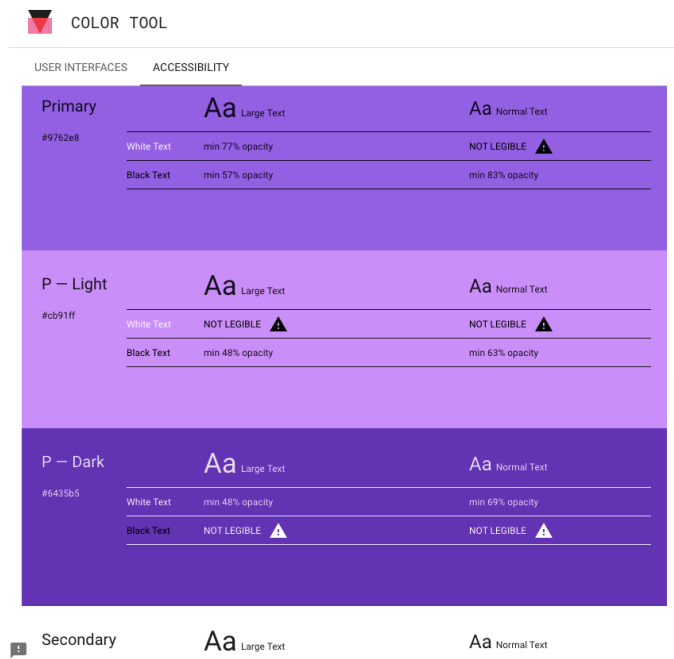 COLOR TOOL
USER INTERFACES ACCESSIBILITY
Primary Aa Large Text Aa Normal Text
#9762e8
White Text min 77% opacity NOT LEGIBLE
Black Text min 57% opacity min 83% opacity
P — Light Aa Large Text Aa Normal Text
#cb91ff
White Text NOT LEGIBLE NOT LEGIBLE
Black Text min 48% opacity min 63% opacity
P — Dark Aa Large Text Aa Normal Text
#6435b5
White Text min 48% opacity min 69% opacity
Black Text NOT LEGIBLE NOT LEGIBLE
Secondary Aa Large Text Aa Normal Text